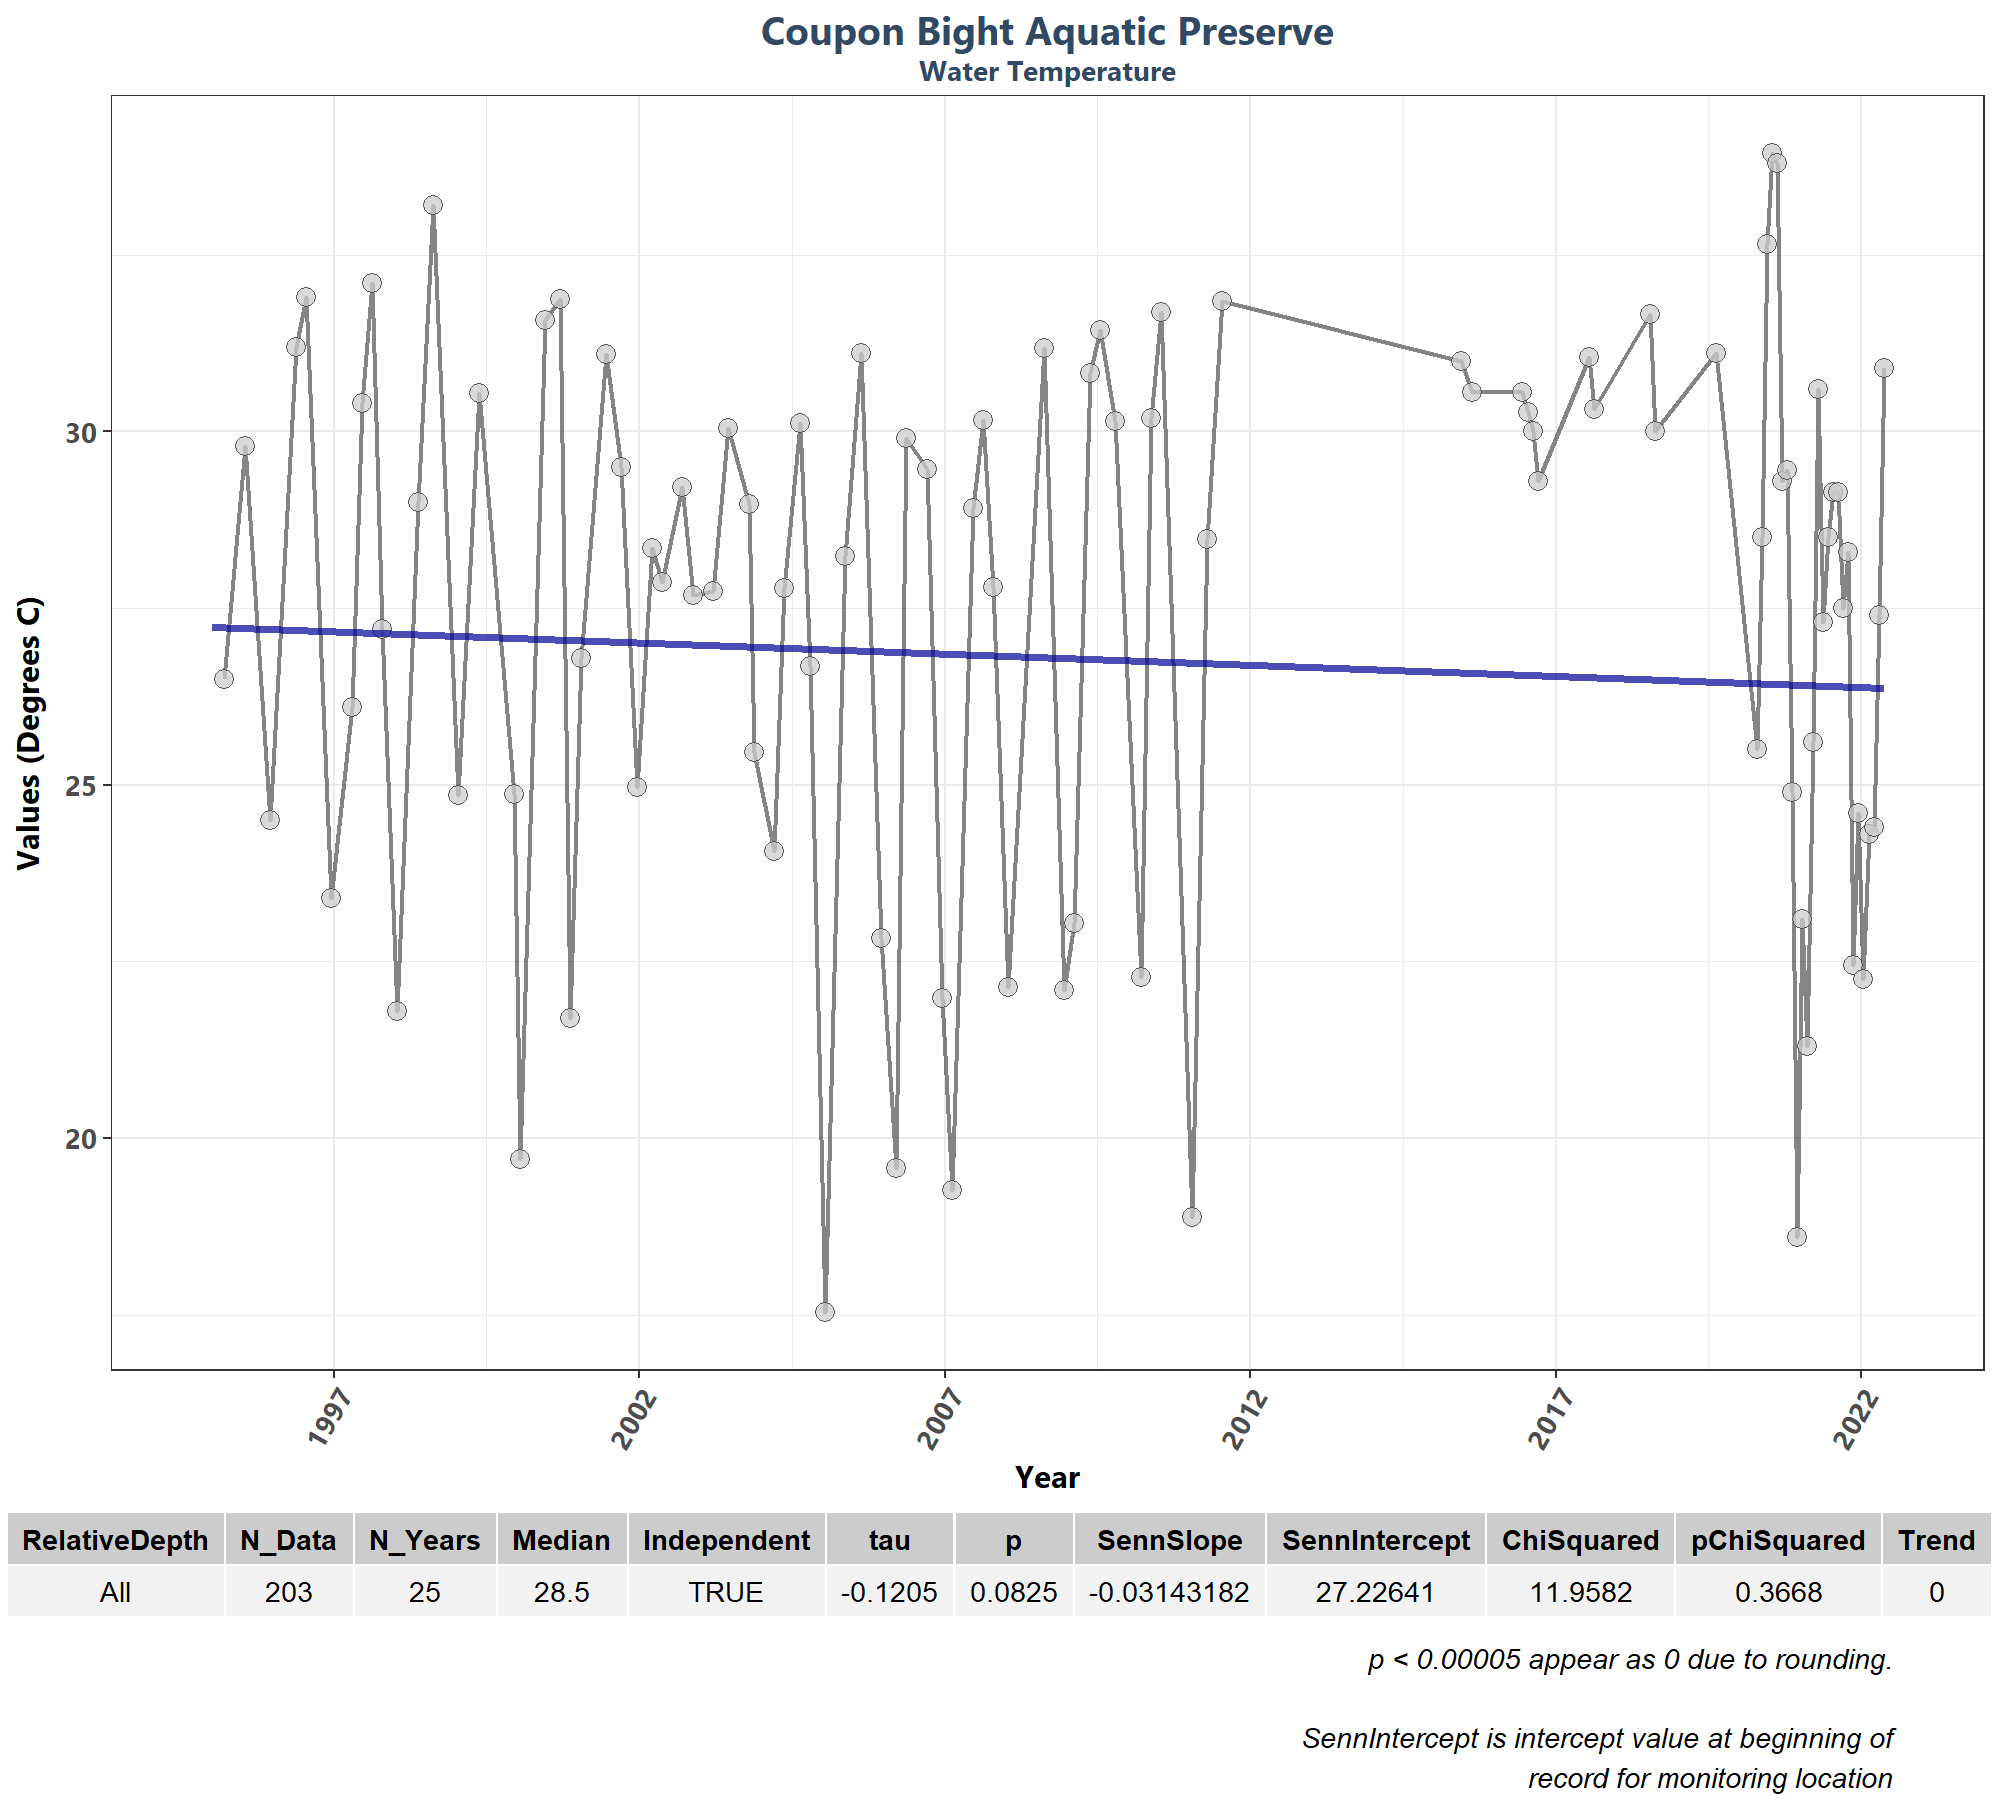 Coupon Bight Aquatic Preserve
Water Temperature
Values (Degrees C)
30
25
20
1997
2002
2007
2012
2017
2022
Year
RelativeDepth N_Data N_Years Median Independent tau p SennSlope SennIntercept ChiSquared pChiSquared Trend
All 203 25 28.5 TRUE -0.1205 0.0825 -0.03143182 27.22641 11.9582 0.3668 0
p < 0.00005 appear as 0 due to rounding.
SennIntercept is intercept value at beginning of
record for monitoring location